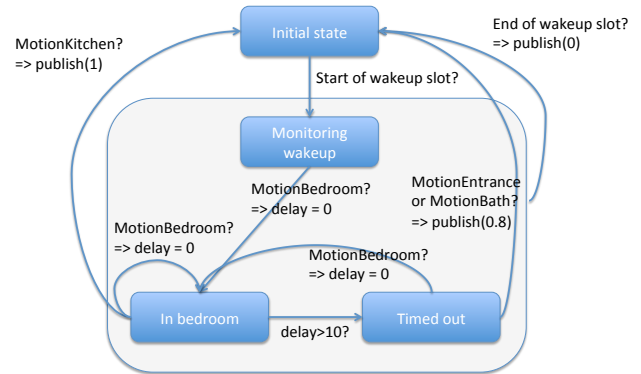 MotionKitchen?
=> publish(1)
Initial state
End of wakeup slot?
=> publish(0)
Start of wakeup slot?
Monitoring
wakeup
MotionBedroom?
=> delay = 0
MotionEntrance
or MotionBath?
=> publish(0.8)
MotionBedroom?
=> delay = 0
MotionBedroom?
=> delay = 0
In bedroom
delay>10?
Timed out